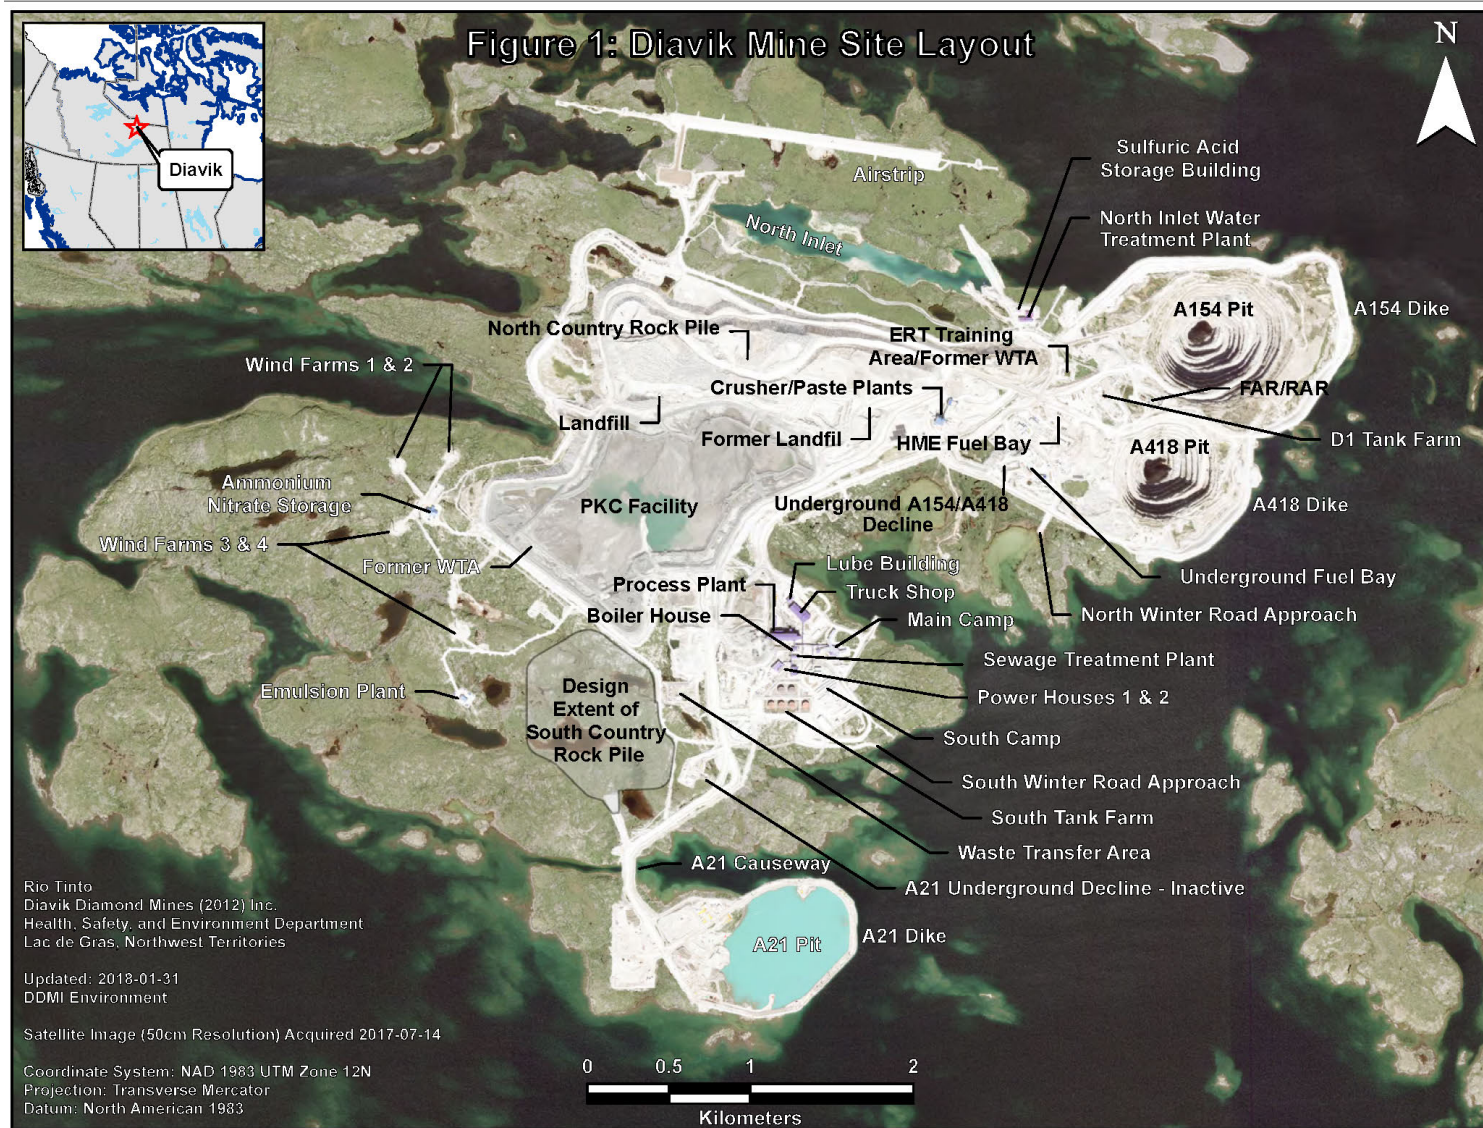 Figure 1: Diavik Mine Site Layout
N
Diavik
Sulfuric Acid
Storage Building
Airstrip
North Inlet Water
Treatment Plant
North Inlet
A154 Pit
A154 Dike
North Country Rock Pile
ERT Training
Area/Former WTA
Wind Farms 1 & 2
Crusher/Paste Plants
FAR/RAR
Landfill
Former Landfil
HME Fuel Bay
A418 Pit
D1 Tank Farm
Ammonium
Nitrate Storage
PKC Facility
Underground A154/A418
Decline
A418 Dike
Wind Farms 3 & 4
Former WTA
Lube Building
Underground Fuel Bay
Process Plant
Truck Shop
Boiler House
Main Camp
North Winter Road Approach
Sewage Treatment Plant
Emulsion Plant
Design
Extent of
South Country
Rock Pile
Power Houses 1 & 2
South Camp
South Winter Road Approach
South Tank Farm
Waste Transfer Area
A21 Causeway
A21 Underground Decline - Inactive
A21 Pit
A21 Dike
Rio Tinto
Diavik Diamond Mines (2012) Inc.
Health, Safety, and Environment Department
Lac de Gras, Northwest Territories
Updated: 2018-01-31
DDMI Environment
Satellite Image (50cm Resolution) Acquired 2017-07-14
Coordinate System: NAD 1983 UTM Zone 12N
Projection: Transverse Mercator
Datum: North American 1983
0 0.5 1 2
Kilometers